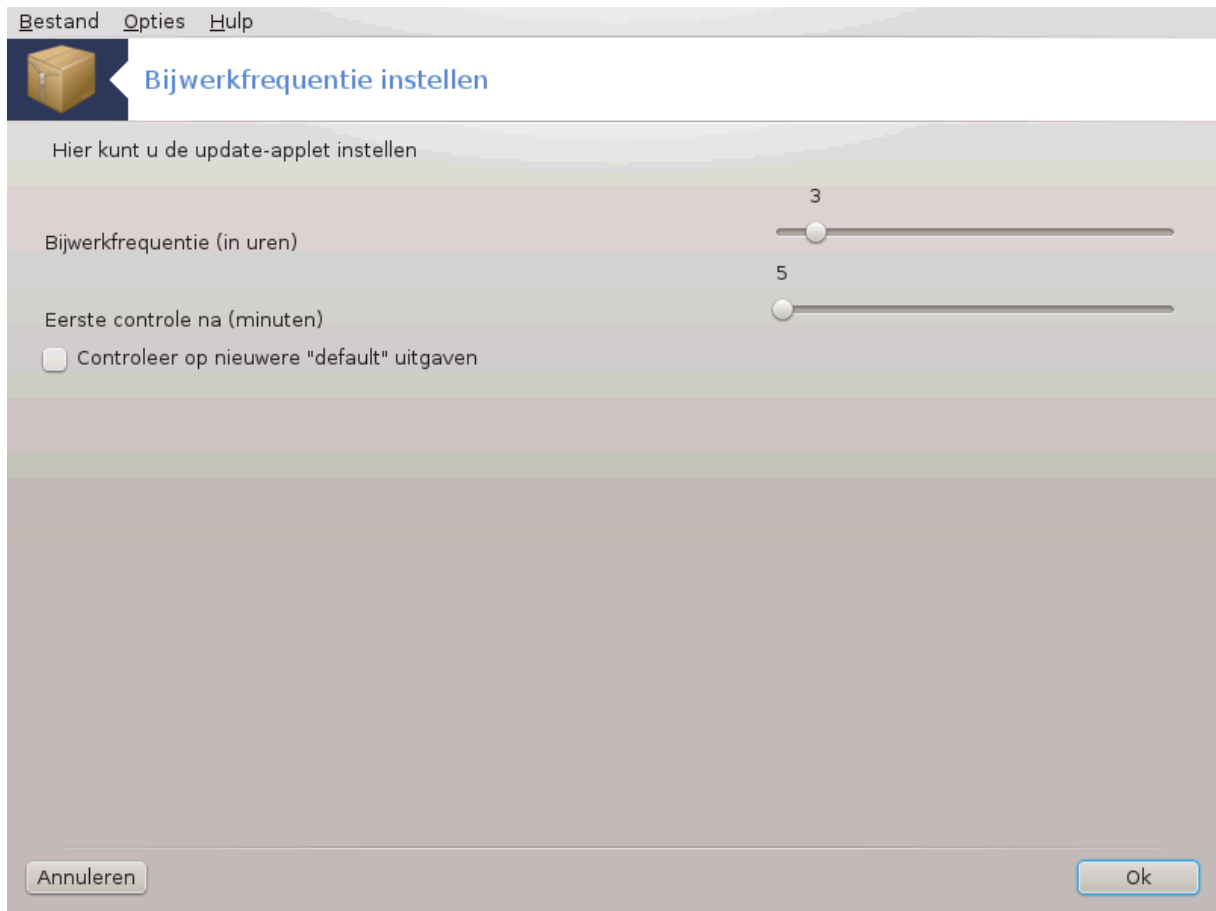 Bestand Opties Hulp
Bijwerkfrequentie instellen
Hier kunt u de update-applet instellen
3
Bijwerkfrequentie (in uren)
5
Eerste controle na (minuten)
Controleer op nieuwere "default" uitgaven
Annuleren Ok